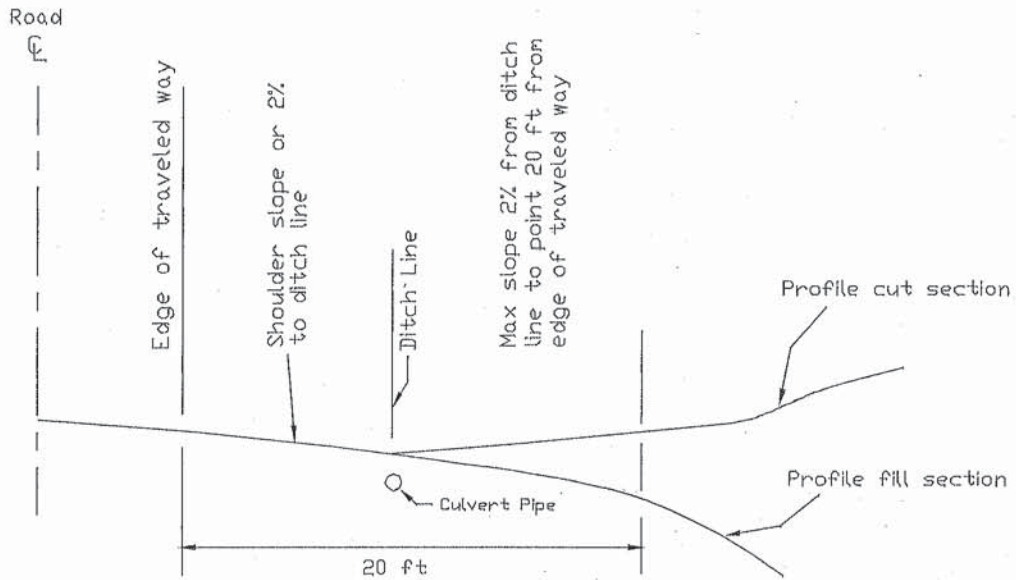 Road
℄
Edge of traveled way
Shoulder slope or 2%
to ditch line
Ditch Line
Max slope 2% from ditch
line to point 20 ft from
edge of traveled way
Profile cut section
Profile fill section
Culvert Pipe
20 ft